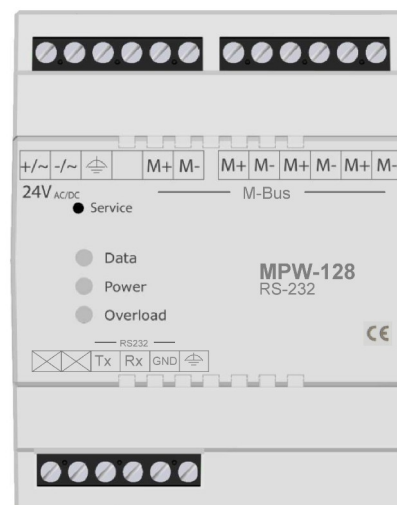 +/~ -/~ M+ M- M+ M- M+ M- M+ M-
24V AC/DC M-Bus
Service
Data
Power
Overload
MPW-128
RS-232
CE
RS232
Tx Rx GND